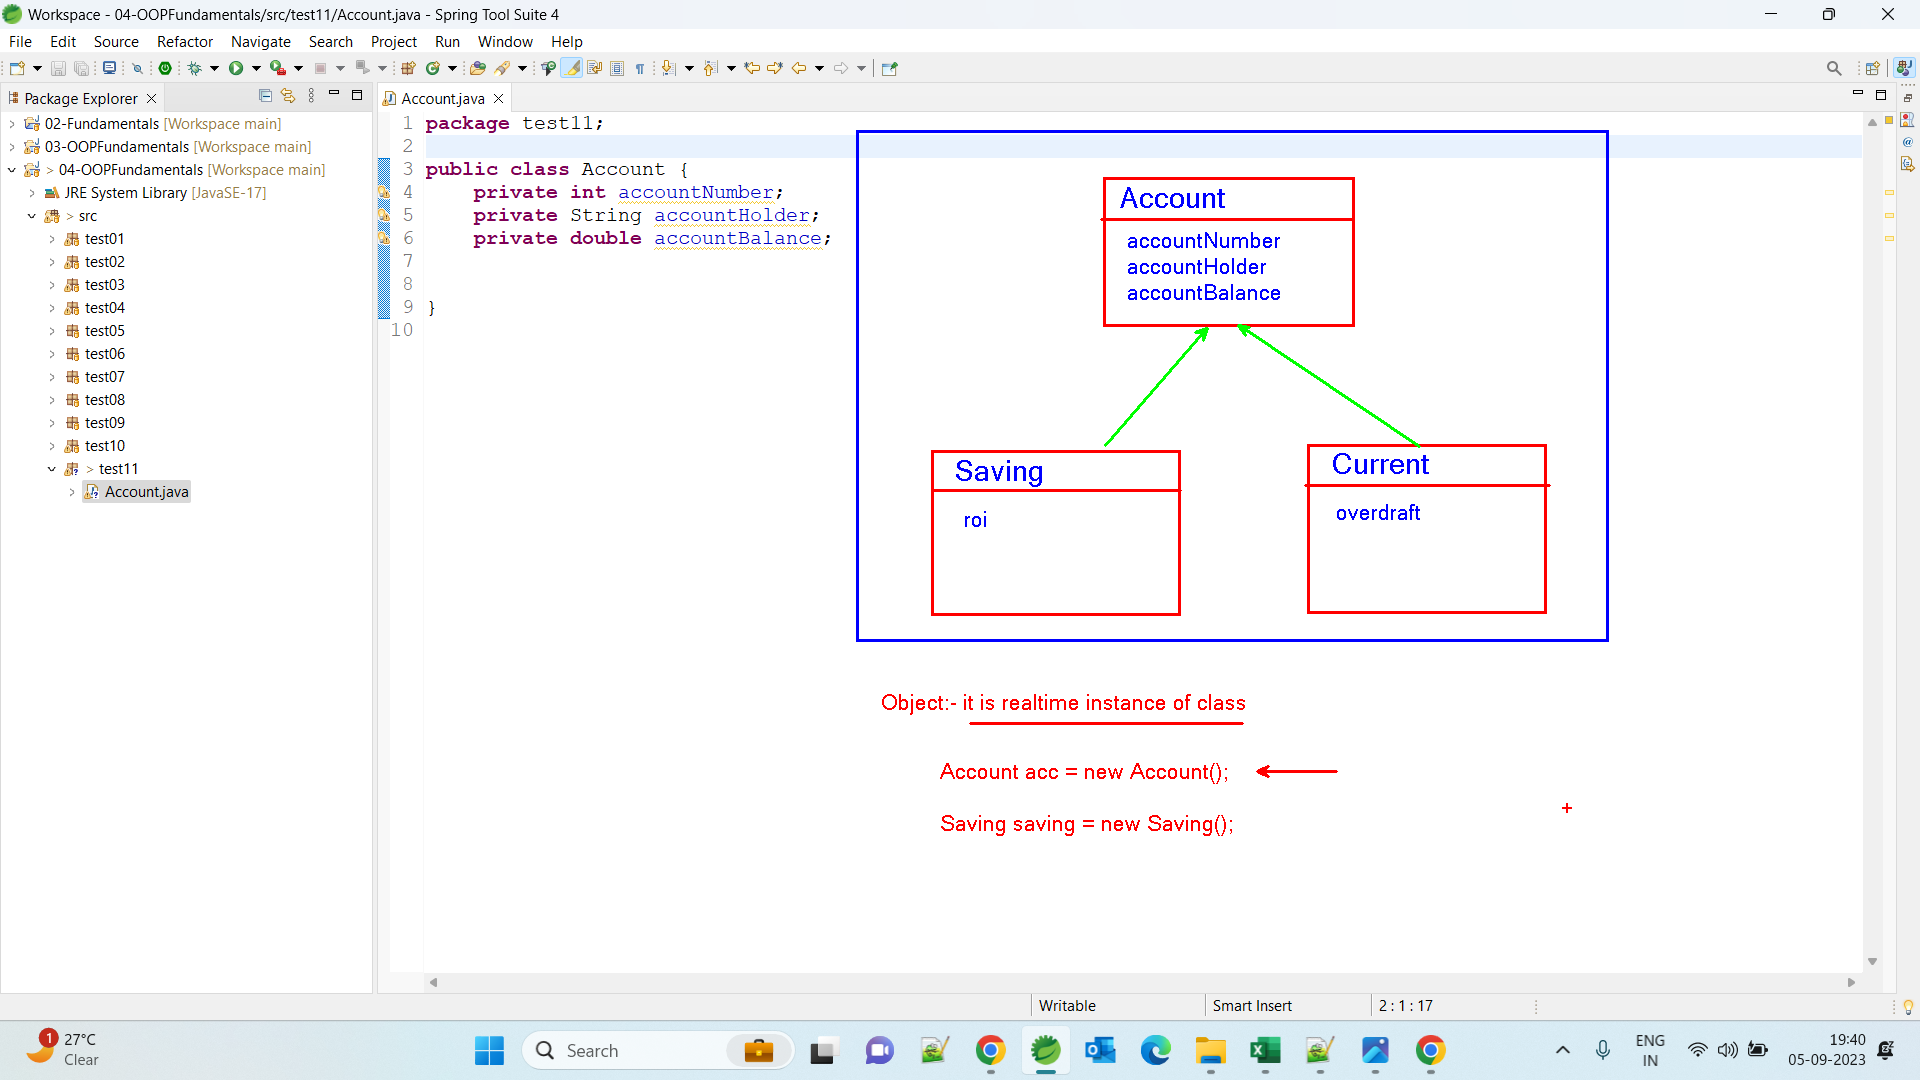 Workspace - 04-OOPFundamentals/src/test11/Account.java - Spring Tool Suite 4
File Edit Source Refactor Navigate Search Project Run Window Help
Package Explorer
02-Fundamentals [Workspace main]
03-OOPFundamentals [Workspace main]
> 04-OOPFundamentals [Workspace main]
JRE System Library [JavaSE-17]
> src
test01
test02
test03
test04
test05
test06
test07
test08
test09
test10
> test11
Account.java
Account.java
1 package test11;
2
3 public class Account {
4 private int accountNumber;
5 private String accountHolder;
6 private double accountBalance;
7
8
9 }
10
Account
accountNumber
accountHolder
accountBalance
Saving
roi
Current
overdraft
Object:- it is realtime instance of class
Account acc = new Account();
Saving saving = new Saving();
Writable Smart Insert 2 : 1 : 17
1
27°C
Clear
Search
ENG
IN
19:40
05-09-2023